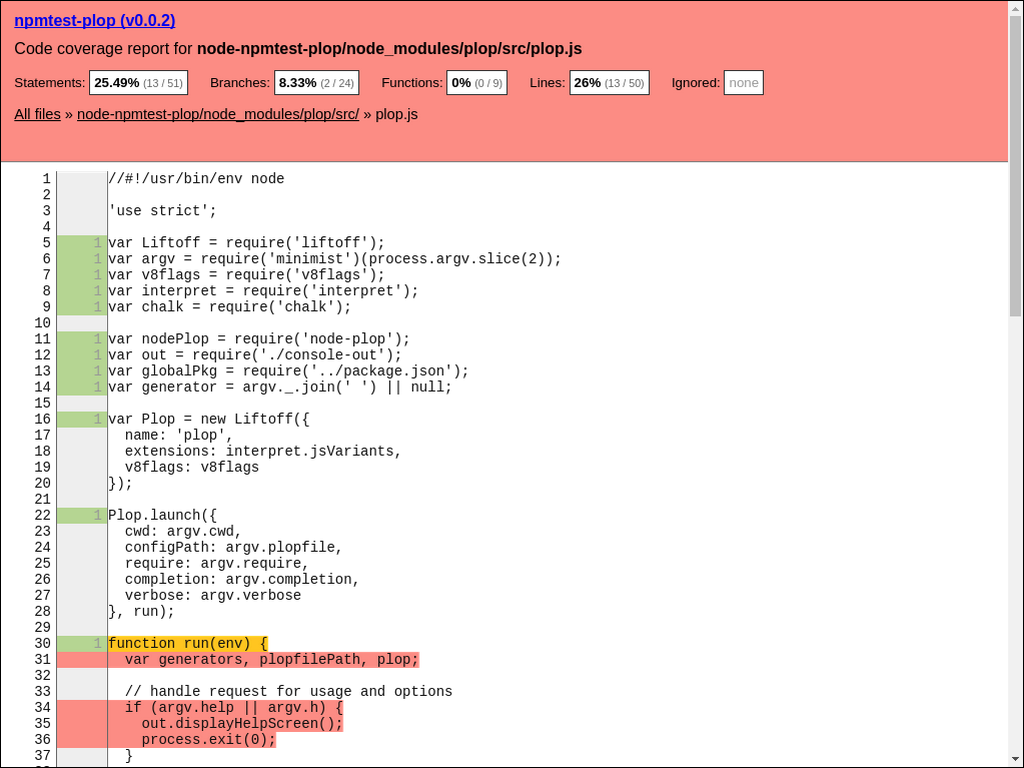 npmtest-plop (v0.0.2)
Code coverage report for node-npmtest-plop/node_modules/plop/src/plop.js
Statements: 25.49% (13 / 51) Branches: 8.33% (2 / 24) Functions: 0% (0 / 9) Lines: 26% (13 / 50) Ignored: none
All files » node-npmtest-plop/node_modules/plop/src/ » plop.js
1 //#!/usr/bin/env node
2
3 'use strict';
4
5 1 var Liftoff = require('liftoff');
6 1 var argv = require('minimist')(process.argv.slice(2));
7 1 var v8flags = require('v8flags');
8 1 var interpret = require('interpret');
9 1 var chalk = require('chalk');
10
11 1 var nodePlop = require('node-plop');
12 1 var out = require('./console-out');
13 1 var globalPkg = require('../package.json');
14 1 var generator = argv._.join(' ') || null;
15
16 1 var Plop = new Liftoff({
17 name: 'plop',
18 extensions: interpret.jsVariants,
19 v8flags: v8flags
20 });
21
22 1 Plop.launch({
23 cwd: argv.cwd,
24 configPath: argv.plopfile,
25 require: argv.require,
26 completion: argv.completion,
27 verbose: argv.verbose
28 }, run);
29
30 1 function run(env) {
31 var generators, plopfilePath, plop;
32
33 // handle request for usage and options
34 if (argv.help || argv.h) {
35 out.displayHelpScreen();
36 process.exit(0);
37 }